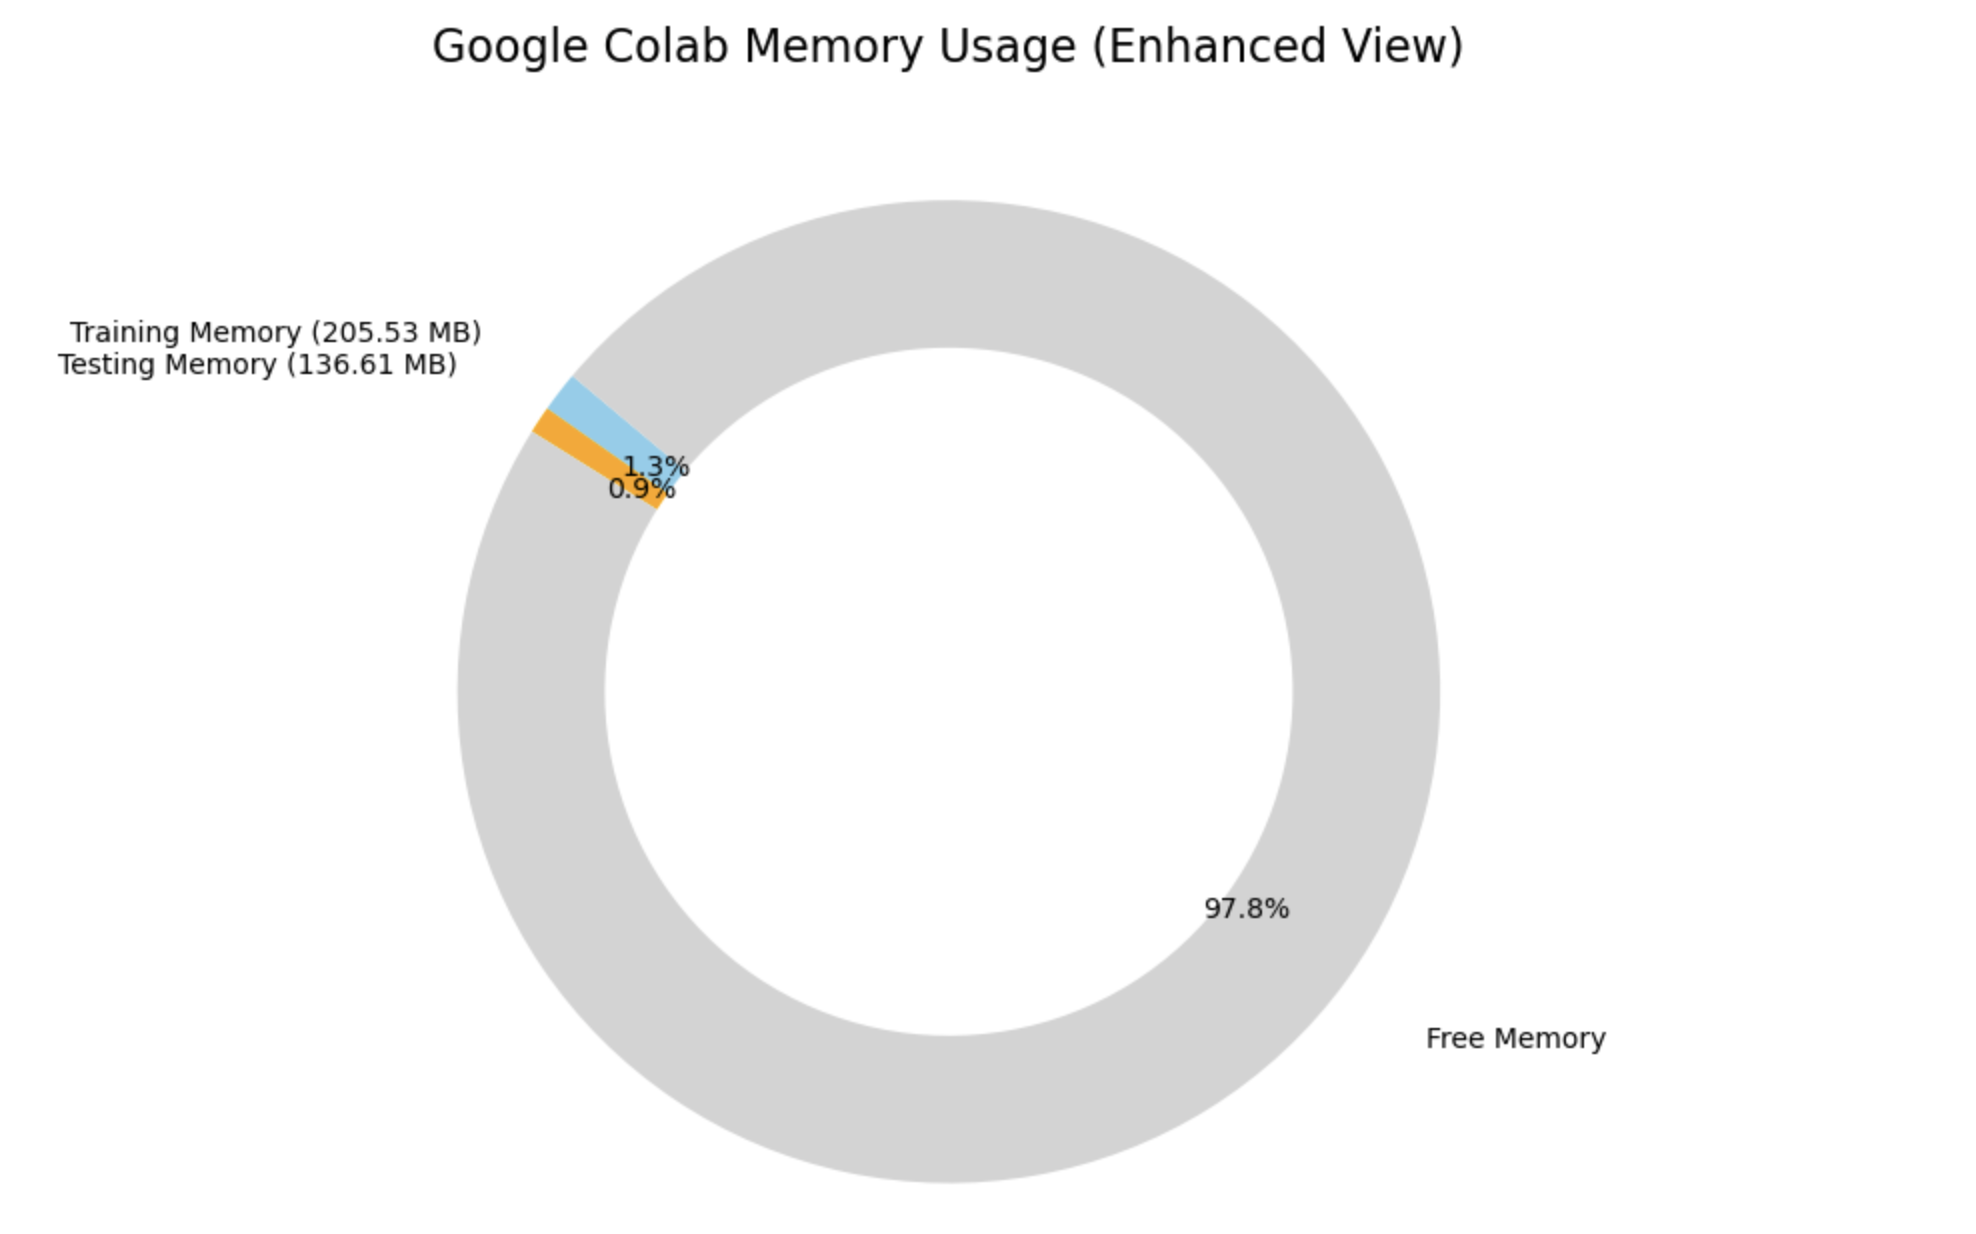 Google Colab Memory Usage (Enhanced View)
Training Memory (205.53 MB)
Testing Memory (136.61 MB)
1.3%
0.9%
97.8%
Free Memory